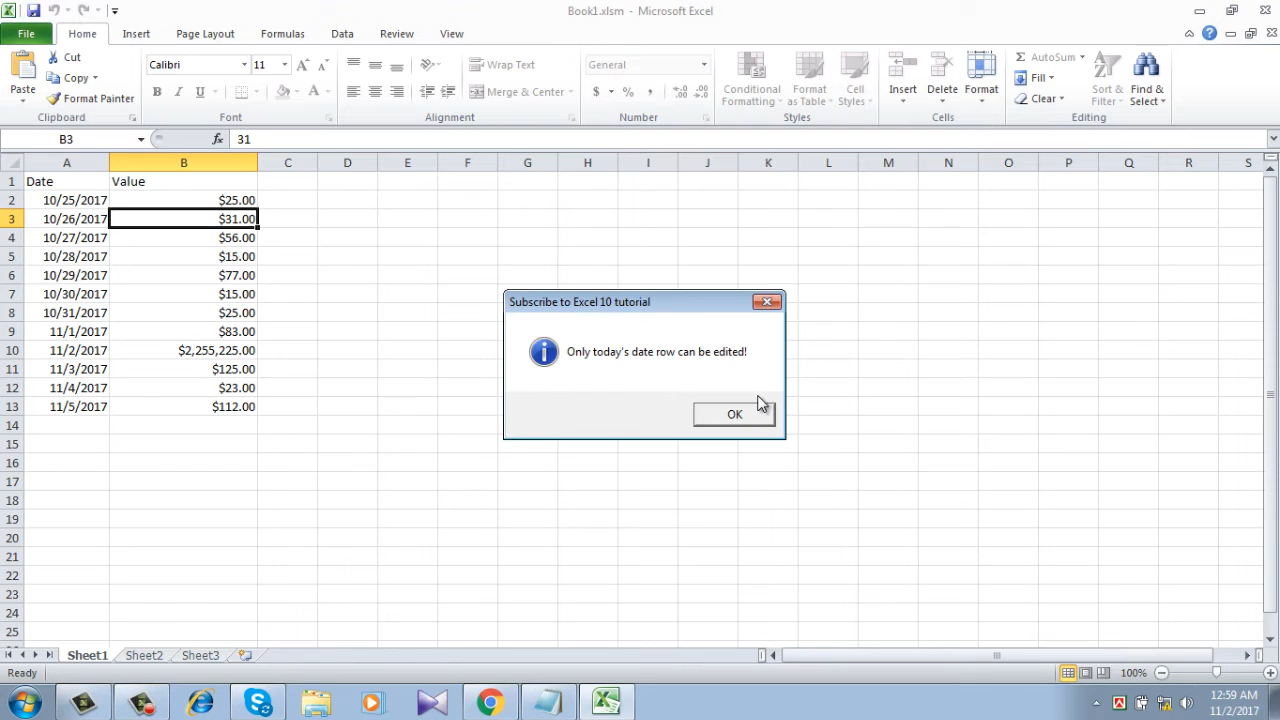 Book1.xlsm - Microsoft Excel
File Home Insert Page Layout Formulas Data Review View
Paste
Cut
Copy
Format Painter
Clipboard
Calibri 11
B I U
A A
Font
Wrap Text
Merge & Center
Alignment
General
$ % ,
Number
Conditional Formatting
Format as Table
Cell Styles
Styles
Insert
Delete
Format
Cells
Σ AutoSum
Fill
Clear
Sort & Filter
Find & Select
Editing
B3 fx 31
A B C D E F G H I J K L M N O P Q R S
1 Date Value
2 10/25/2017 $25.00
3 10/26/2017 $31.00
4 10/27/2017 $56.00
5 10/28/2017 $15.00
6 10/29/2017 $77.00
7 10/30/2017 $15.00
8 10/31/2017 $25.00
9 11/1/2017 $83.00
10 11/2/2017 $2,255,225.00
11 11/3/2017 $125.00
12 11/4/2017 $23.00
13 11/5/2017 $112.00
14
15
16
17
18
19
20
21
22
23
24
25
Subscribe to Excel 10 tutorial
Only today's date row can be edited!
OK
Sheet1 Sheet2 Sheet3
Ready
100%
12:59 AM
11/2/2017